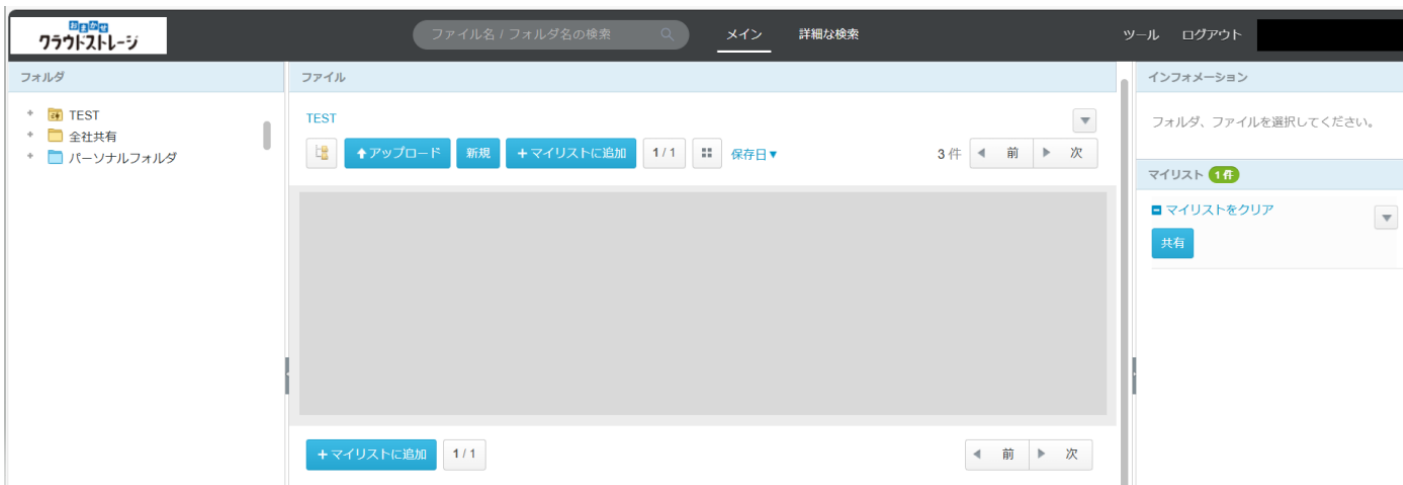 おまかせ
クラウドストレージ
ファイル名 / フォルダ名の検索
メイン
詳細な検索
ツール
ログアウト
フォルダ
TEST
全社共有
パーソナルフォルダ
ファイル
TEST
アップロード
新規
+マイリストに追加
1 / 1
保存日▼
3 件
前
次
+マイリストに追加
1 / 1
前
次
インフォメーション
フォルダ、ファイルを選択してください。
マイリスト 1 件
マイリストをクリア
共有